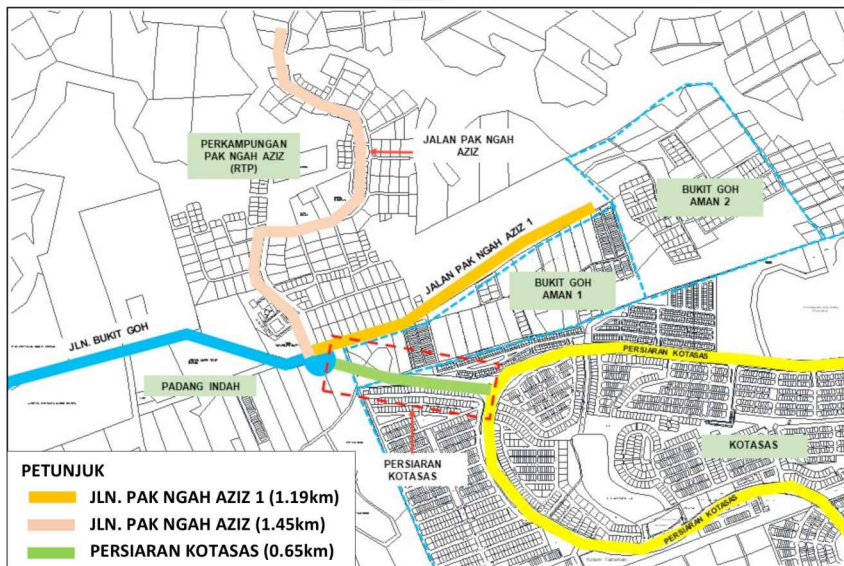 PERKAMPUNGAN
PAK NGAH AZIZ
(RTP)
JALAN PAK NGAH
AZIZ
BUKIT GOH
AMAN 2
JALAN PAK NGAH AZIZ 1
BUKIT GOH
AMAN 1
JLN. BUKIT GOH
PERSIARAN KOTASAS
PADANG INDAH
KOTASAS
PERSIARAN
KOTASAS
PERSIARAN KOTASAS
PETUNJUK
JLN. PAK NGAH AZIZ 1 (1.19km)
JLN. PAK NGAH AZIZ (1.45km)
PERSIARAN KOTASAS (0.65km)